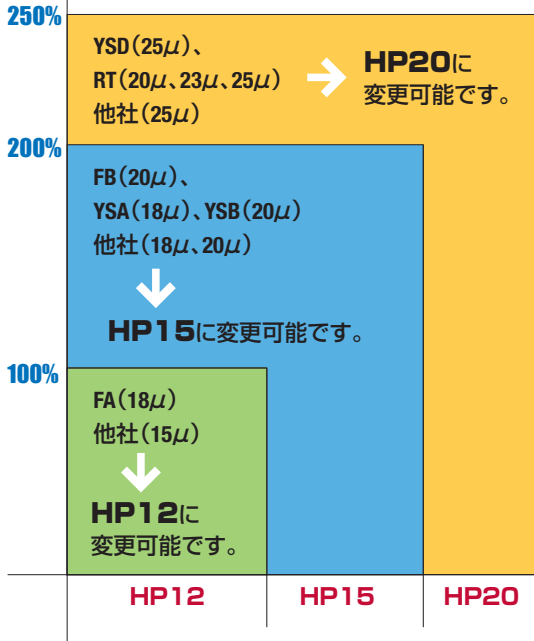 250%
YSD(25μ)、
RT(20μ、23μ、25μ)
他社(25μ)
HP20に
変更可能です。
200%
FB(20μ)、
YSA(18μ)、YSB(20μ)
他社(18μ、20μ)
HP15に変更可能です。
100%
FA(18μ)
他社(15μ)
HP12に
変更可能です。
HP12
HP15
HP20